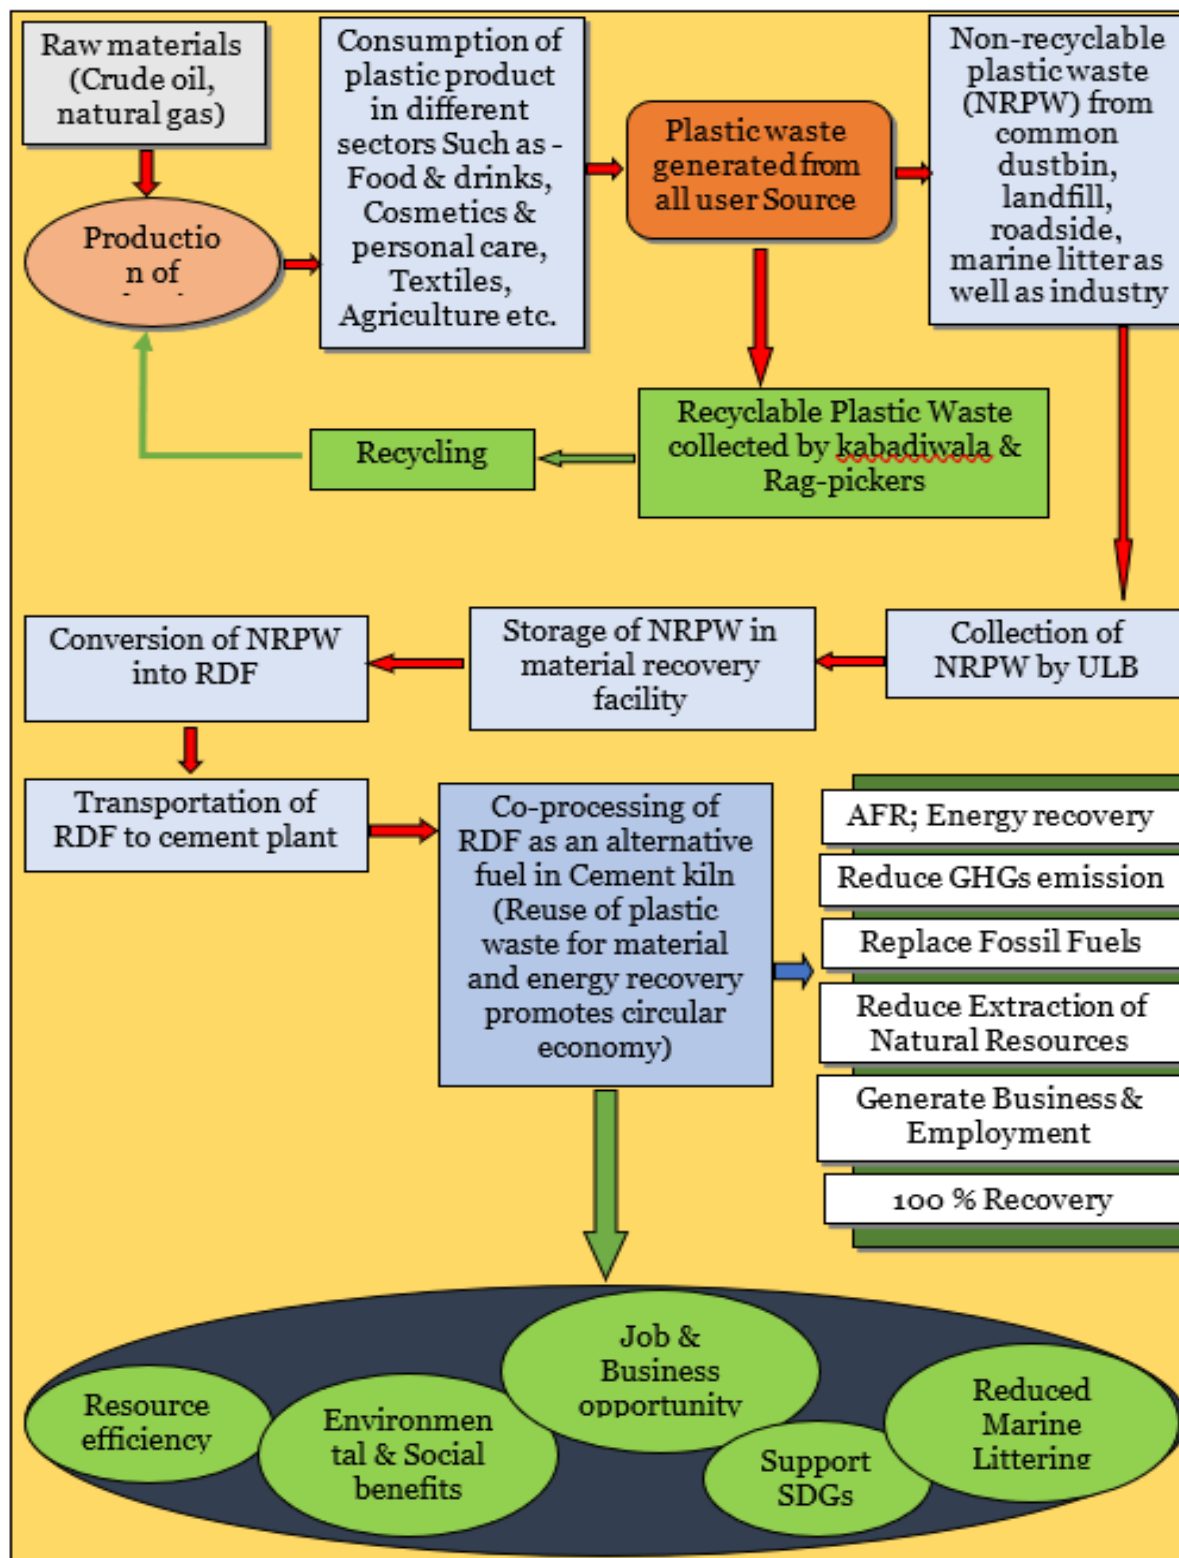 Raw materials
(Crude oil,
natural gas)
Consumption of
plastic product
in different
sectors Such as -
Food & drinks,
Cosmetics &
personal care,
Textiles,
Agriculture etc.
Plastic waste
generated from
all user Source
Non-recyclable
plastic waste
(NRPW) from
common
dustbin,
landfill,
roadside,
marine litter as
well as industry
Productio
n of
Recyclable Plastic Waste
collected by kabadiwala &
Rag-pickers
Recycling
Conversion of NRPW
into RDF
Storage of NRPW in
material recovery
facility
Collection of
NRPW by ULB
Transportation of
RDF to cement plant
Co-processing of
RDF as an alternative
fuel in Cement kiln
(Reuse of plastic
waste for material
and energy recovery
promotes circular
economy)
AFR; Energy recovery
Reduce GHGs emission
Replace Fossil Fuels
Reduce Extraction of
Natural Resources
Generate Business &
Employment
100 % Recovery
Resource
efficiency
Environmen
tal & Social
benefits
Job &
Business
opportunity
Support
SDGs
Reduced
Marine
Littering